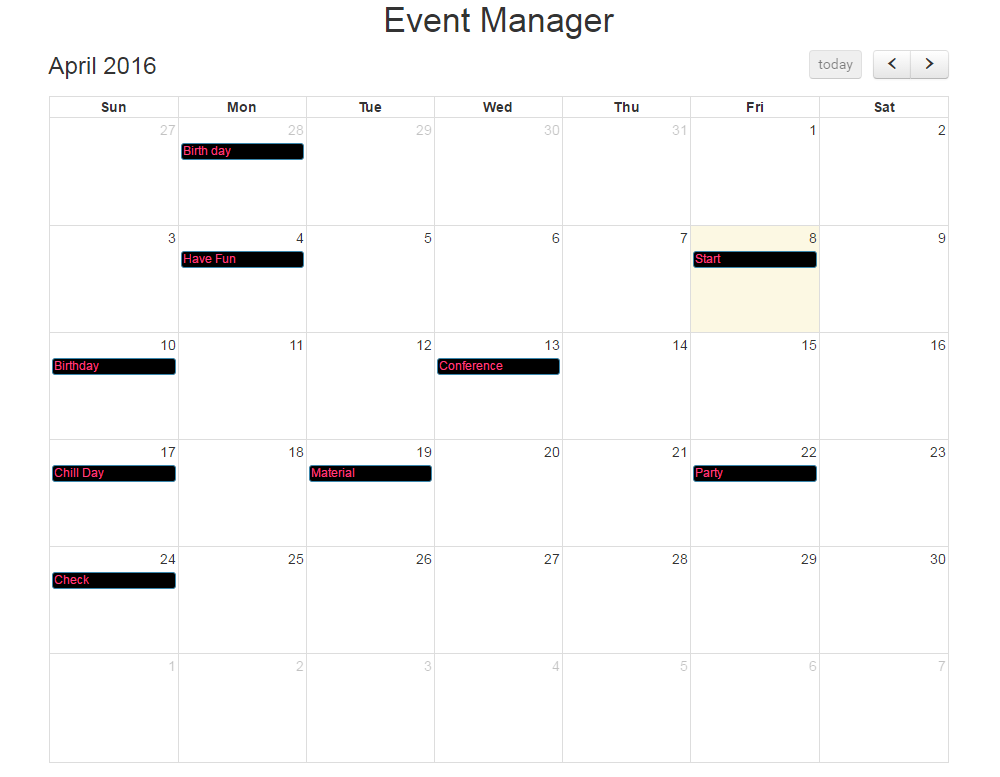 Event Manager
April 2016
today
Sun Mon Tue Wed Thu Fri Sat
27 28 29 30 31 1 2
Birth day
3 4 5 6 7 8 9
Have Fun Start
10 11 12 13 14 15 16
Birthday Conference
17 18 19 20 21 22 23
Chill Day Material Party
24 25 26 27 28 29 30
Check
1 2 3 4 5 6 7